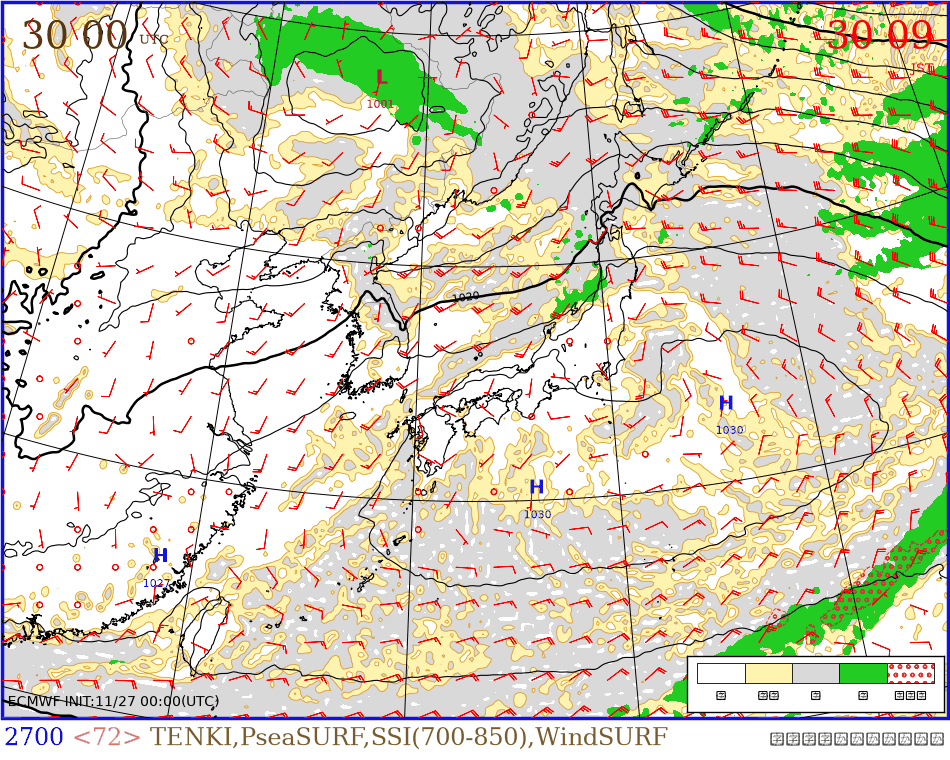 30 00 UTC
30 09
JST
L
1001
1020
H
1030
H
1030
H
1027
ECMWF INIT:11/27 00:00(UTC)
2700 <72> TENKI,PseaSURF,SSI(700-850),WindSURF